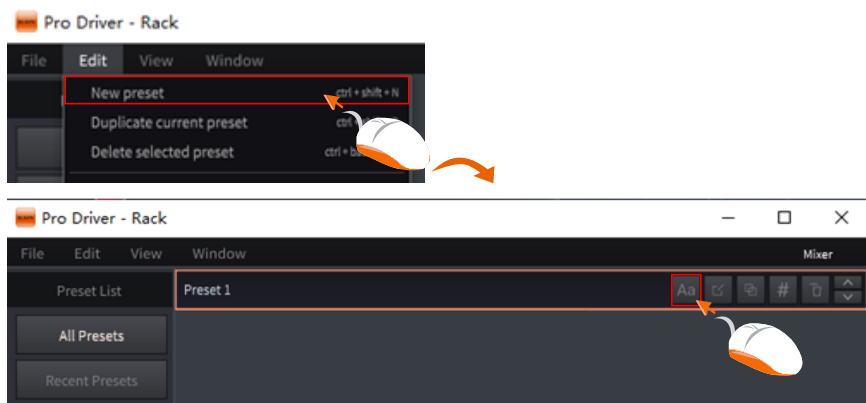 Pro Driver - Rack
File Edit View Window
New preset ctrl + shift + N
Duplicate current preset
Delete selected preset
Pro Driver - Rack
File Edit View Window Mixer
Preset List Preset 1 Aa #
All Presets
Recent Presets